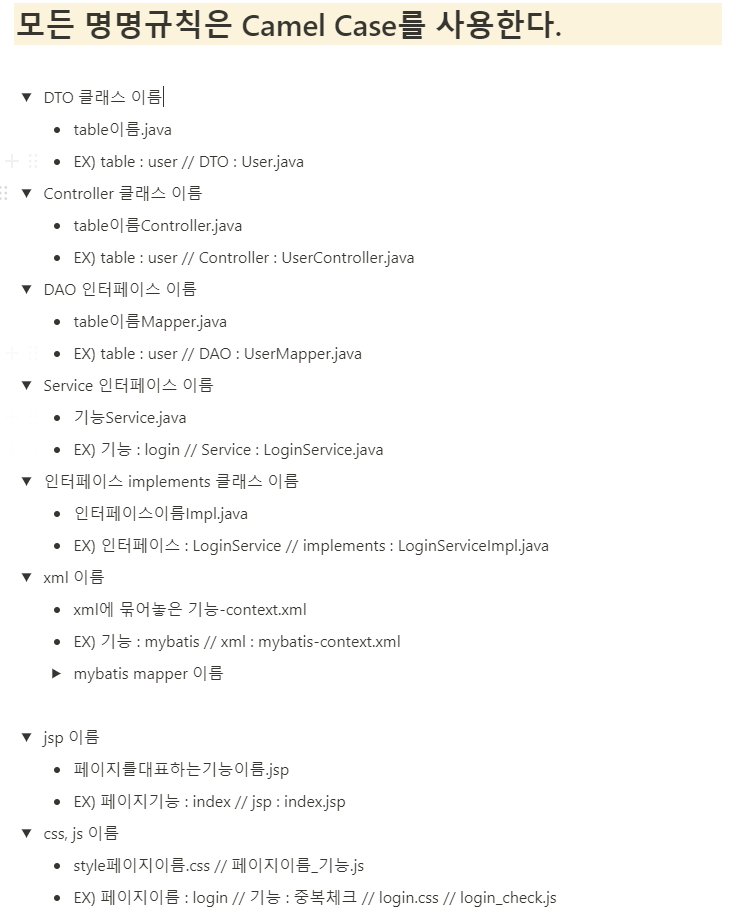 모든 명명규칙은 Camel Case를 사용한다.
DTO 클래스 이름
table이름.java
EX) table : user // DTO : User.java
Controller 클래스 이름
table이름Controller.java
EX) table : user // Controller : UserController.java
DAO 인터페이스 이름
table이름Mapper.java
EX) table : user // DAO : UserMapper.java
Service 인터페이스 이름
기능Service.java
EX) 기능 : login // Service : LoginService.java
인터페이스 implements 클래스 이름
인터페이스이름Impl.java
EX) 인터페이스 : LoginService // implements : LoginServiceImpl.java
xml 이름
xml에 묶어놓은 기능-context.xml
EX) 기능 : mybatis // xml : mybatis-context.xml
mybatis mapper 이름
jsp 이름
페이지를대표하는기능이름.jsp
EX) 페이지기능 : index // jsp : index.jsp
css, js 이름
style페이지이름.css // 페이지이름_기능.js
EX) 페이지이름 : login // 기능 : 중복체크 // login.css // login_check.js